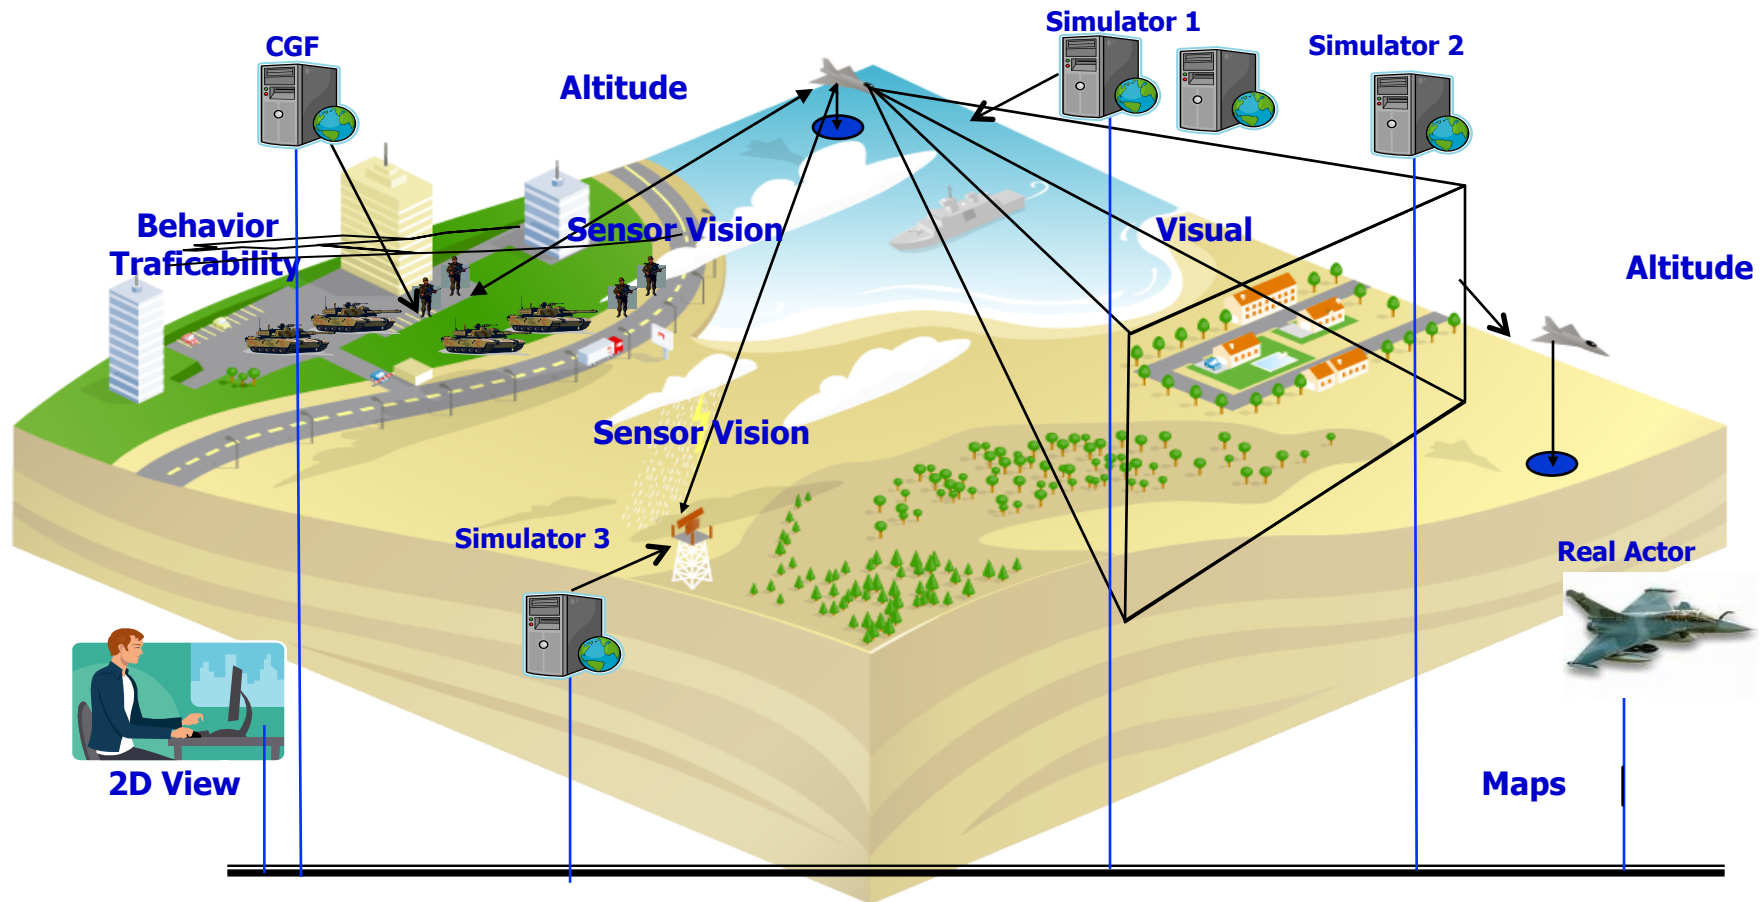 Simulator 1
CGF
Simulator 2
Altitude
Behavior
Traficability
Sensor Vision
Visual
Altitude
Sensor Vision
Simulator 3
Real Actor
2D View
Maps